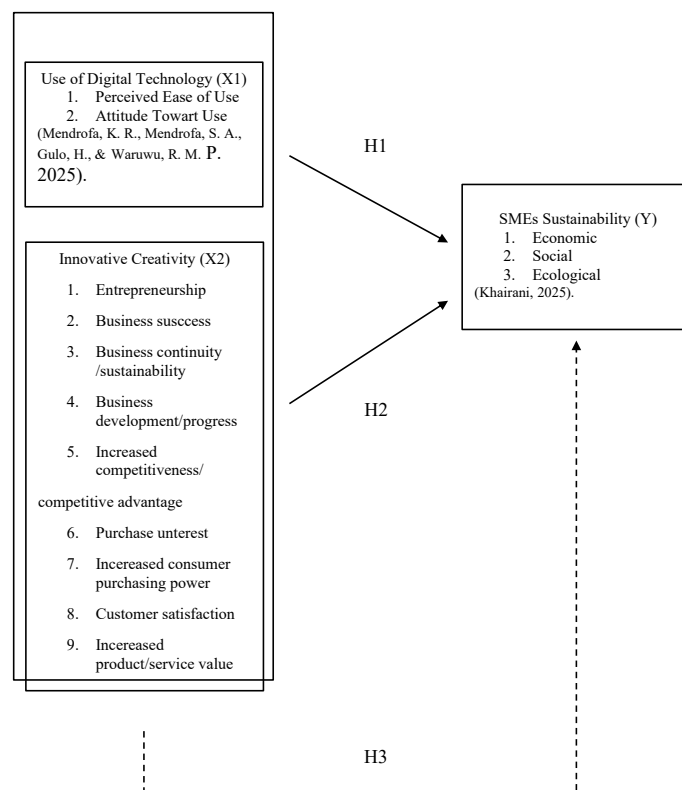 Use of Digital Technology (X1)
1. Perceived Ease of Use
2. Attitude Towart Use
(Mendrofa, K. R., Mendrofa, S. A.,
Gulo, H., & Waruwu, R. M. P.
2025).
H1
SMEs Sustainability (Y)
1. Economic
2. Social
3. Ecological
(Khairani, 2025).
Innovative Creativity (X2)
1. Entrepreneurship
2. Business susccess
3. Business continuity
/sustainability
4. Business
development/progress
5. Increased
competitiveness/
competitive advantage
6. Purchase unterest
7. Incereased consumer
purchasing power
8. Customer satisfaction
9. Incereased
product/service value
H2
H3